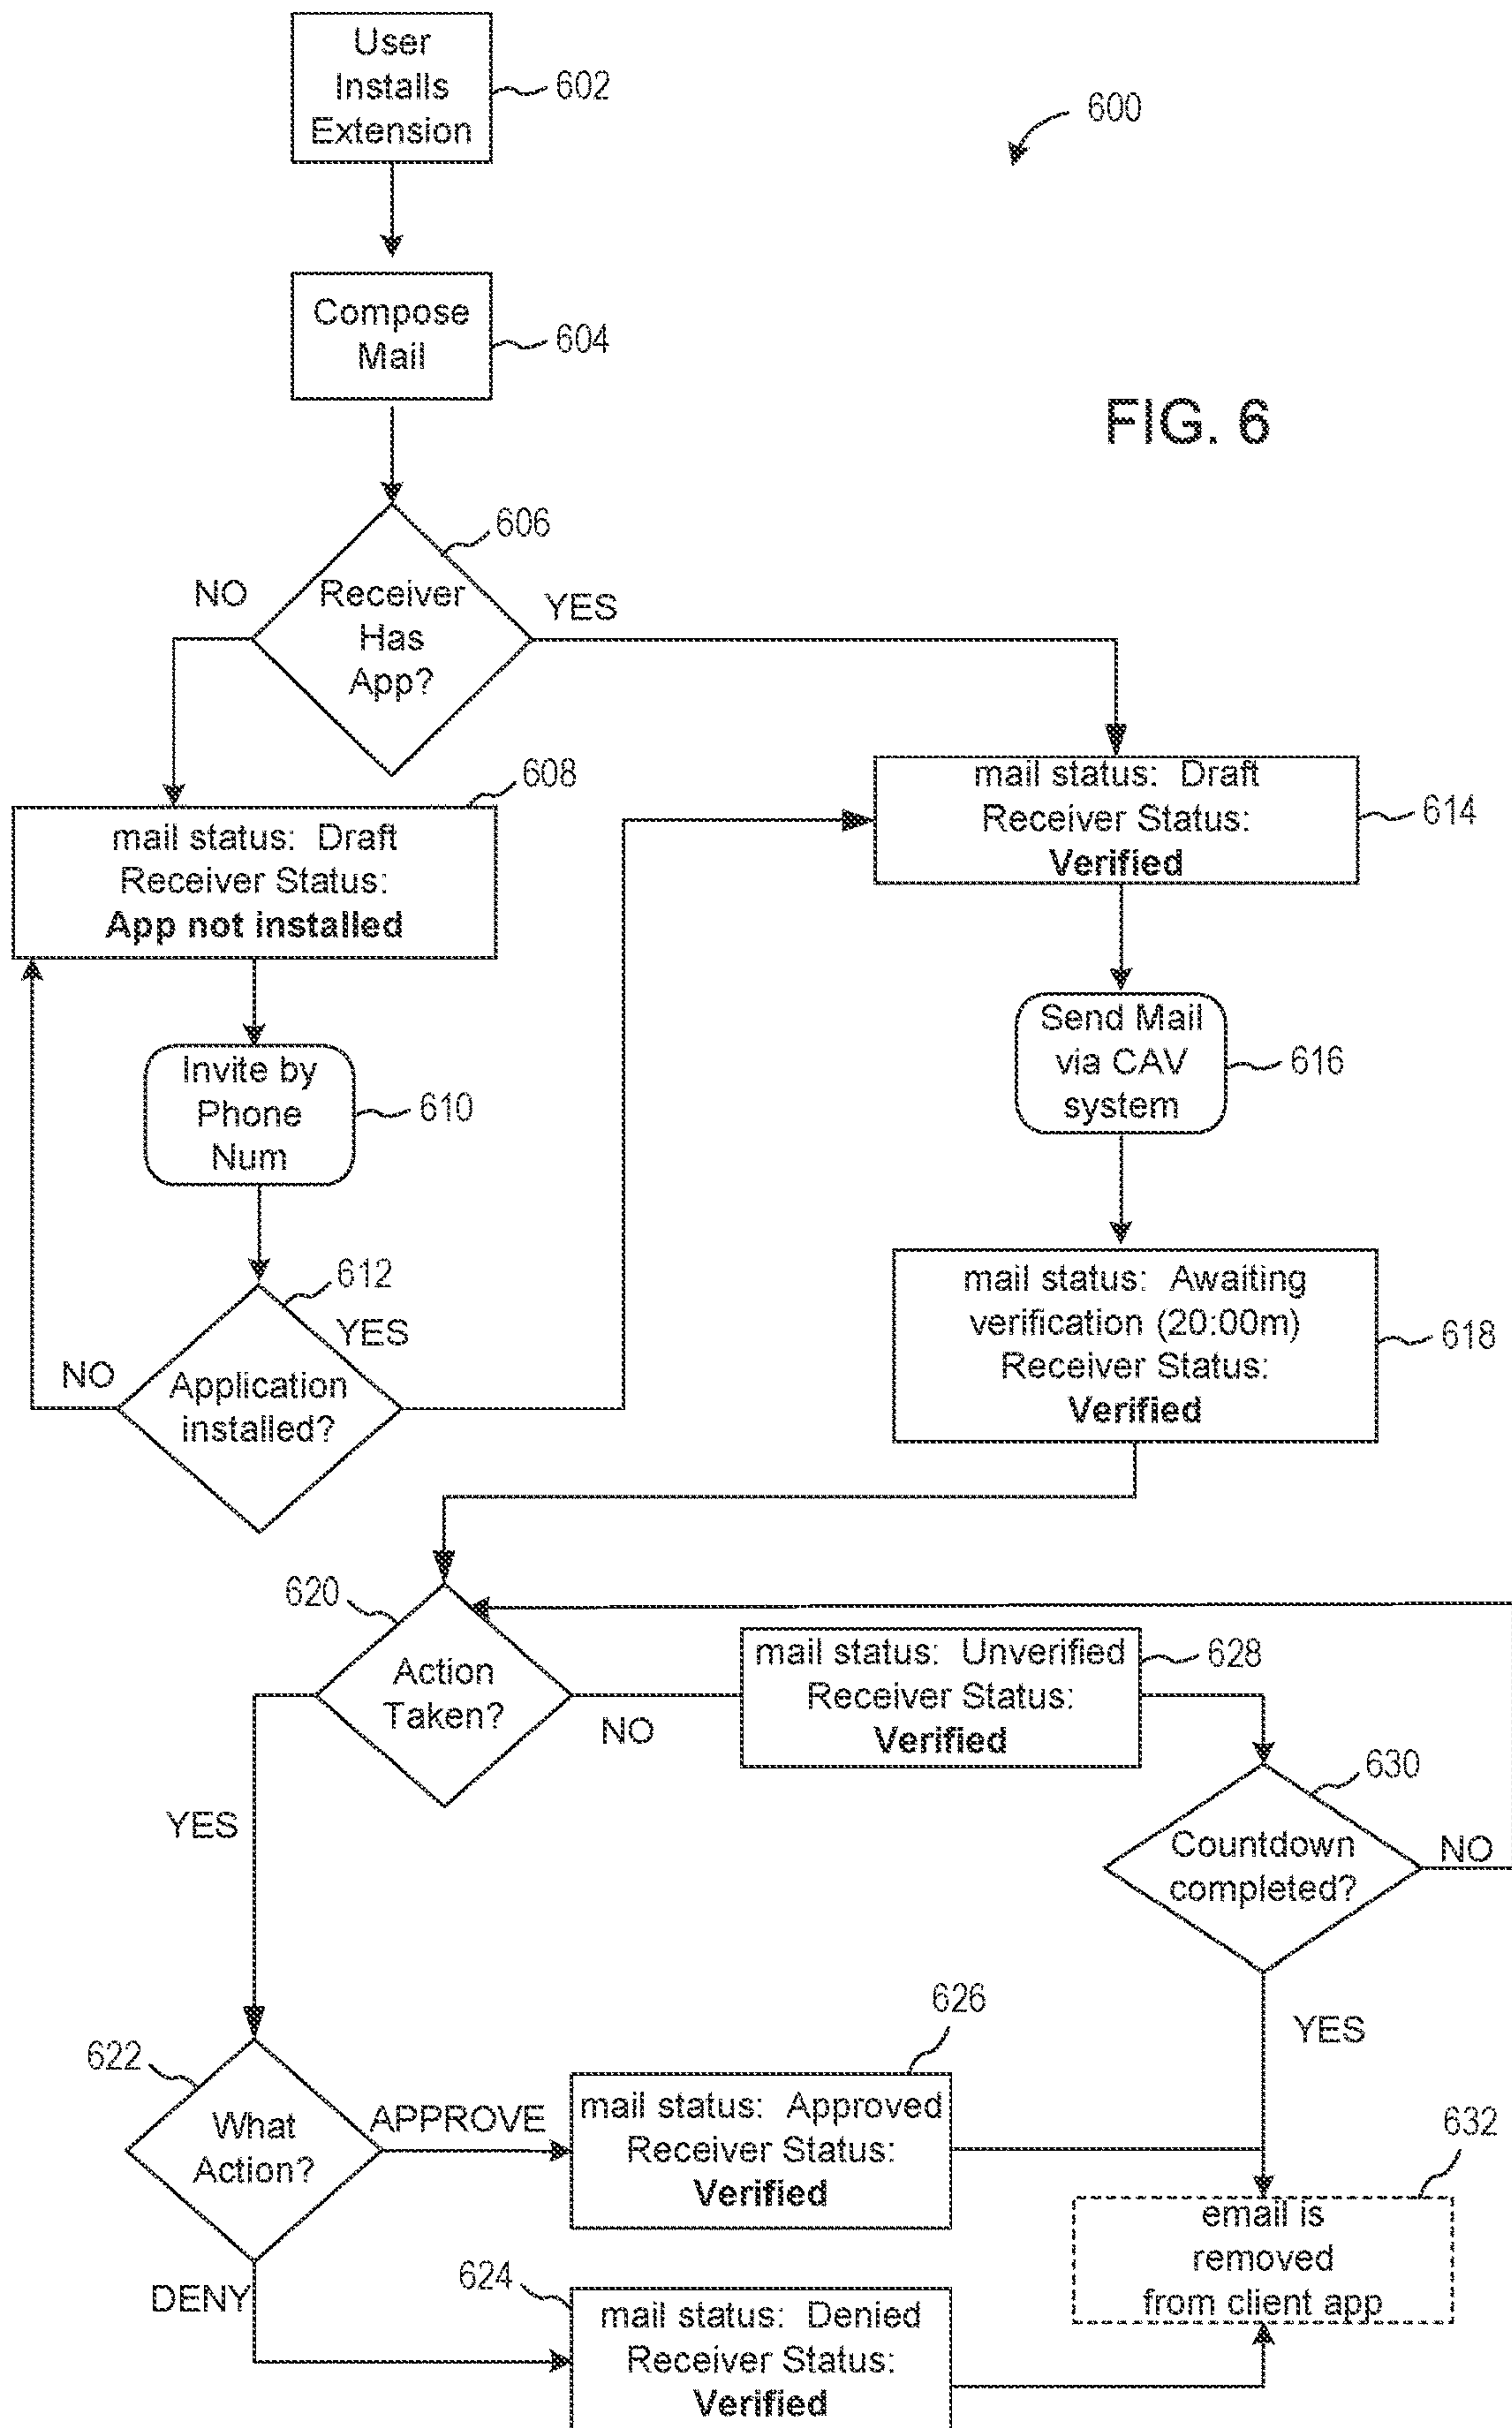 User
Installs
Extension
602
600
Compose
Mail
604
FIG. 6
606
NO
Receiver
Has
App?
YES
608
mail status: Draft
Receiver Status:
App not installed
mail status: Draft
Receiver Status:
Verified
614
Invite by
Phone
Num
610
Send Mail
via CAV
system
616
612
YES
NO
Application
installed?
mail status: Awaiting
verification (20:00m)
Receiver Status:
Verified
618
620
Action
Taken?
NO
YES
mail status: Unverified
Receiver Status:
Verified
628
630
Countdown
completed?
NO
YES
622
What
Action?
APPROVE
DENY
626
mail status: Approved
Receiver Status:
Verified
632
email is
removed
from client app
624
mail status: Denied
Receiver Status:
Verified